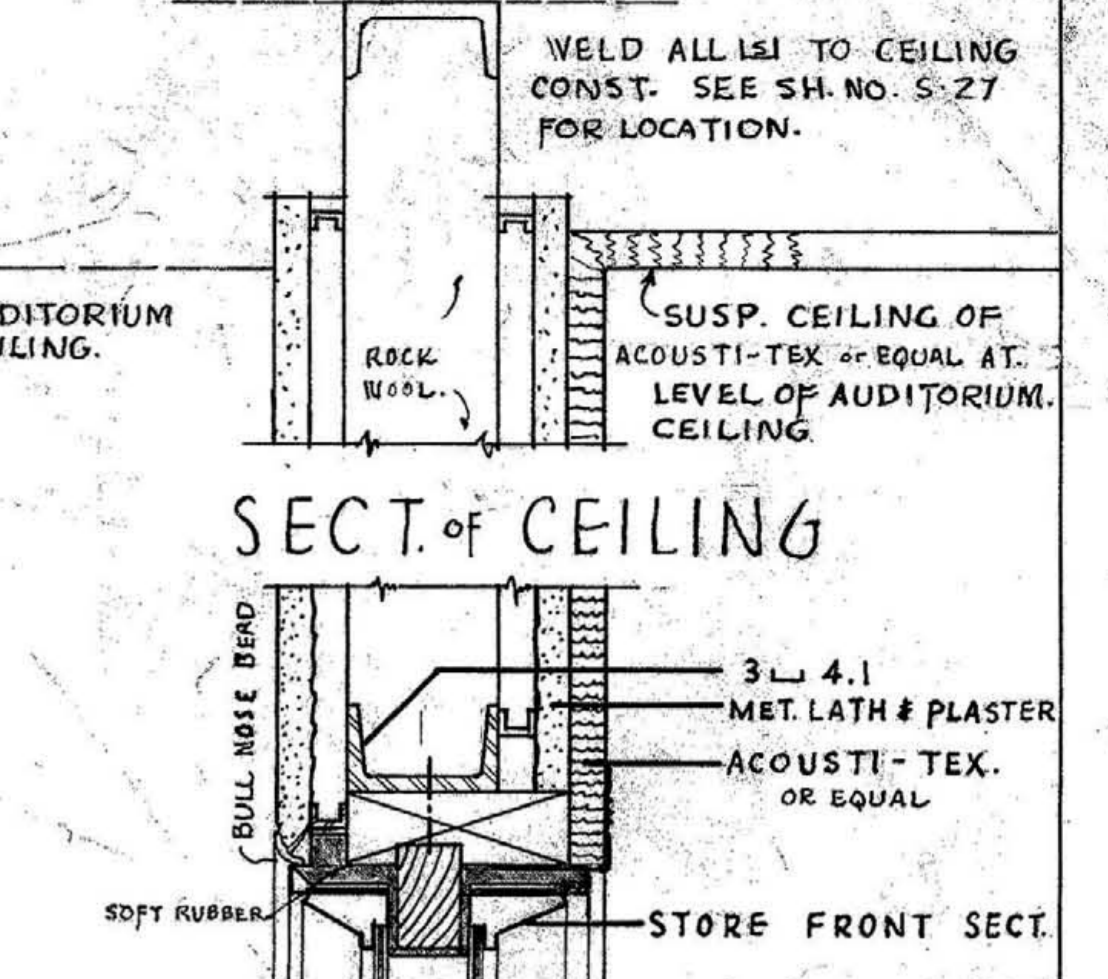 WELD ALL I&I TO CEILING
CONST. SEE SH. NO. S-27
FOR LOCATION.
DITORIUM
ILING.
ROCK
WOOL.
SUSP. CEILING OF
ACOUSTI-TEX or EQUAL AT.
LEVEL OF AUDITORIUM.
CEILING
SECT. OF CEILING
BULL NOSE BEAD
3 ⊔ 4.1
MET. LATH & PLASTER
ACOUSTI-TEX.
OR EQUAL
SOFT RUBBER
STORE FRONT SECT.